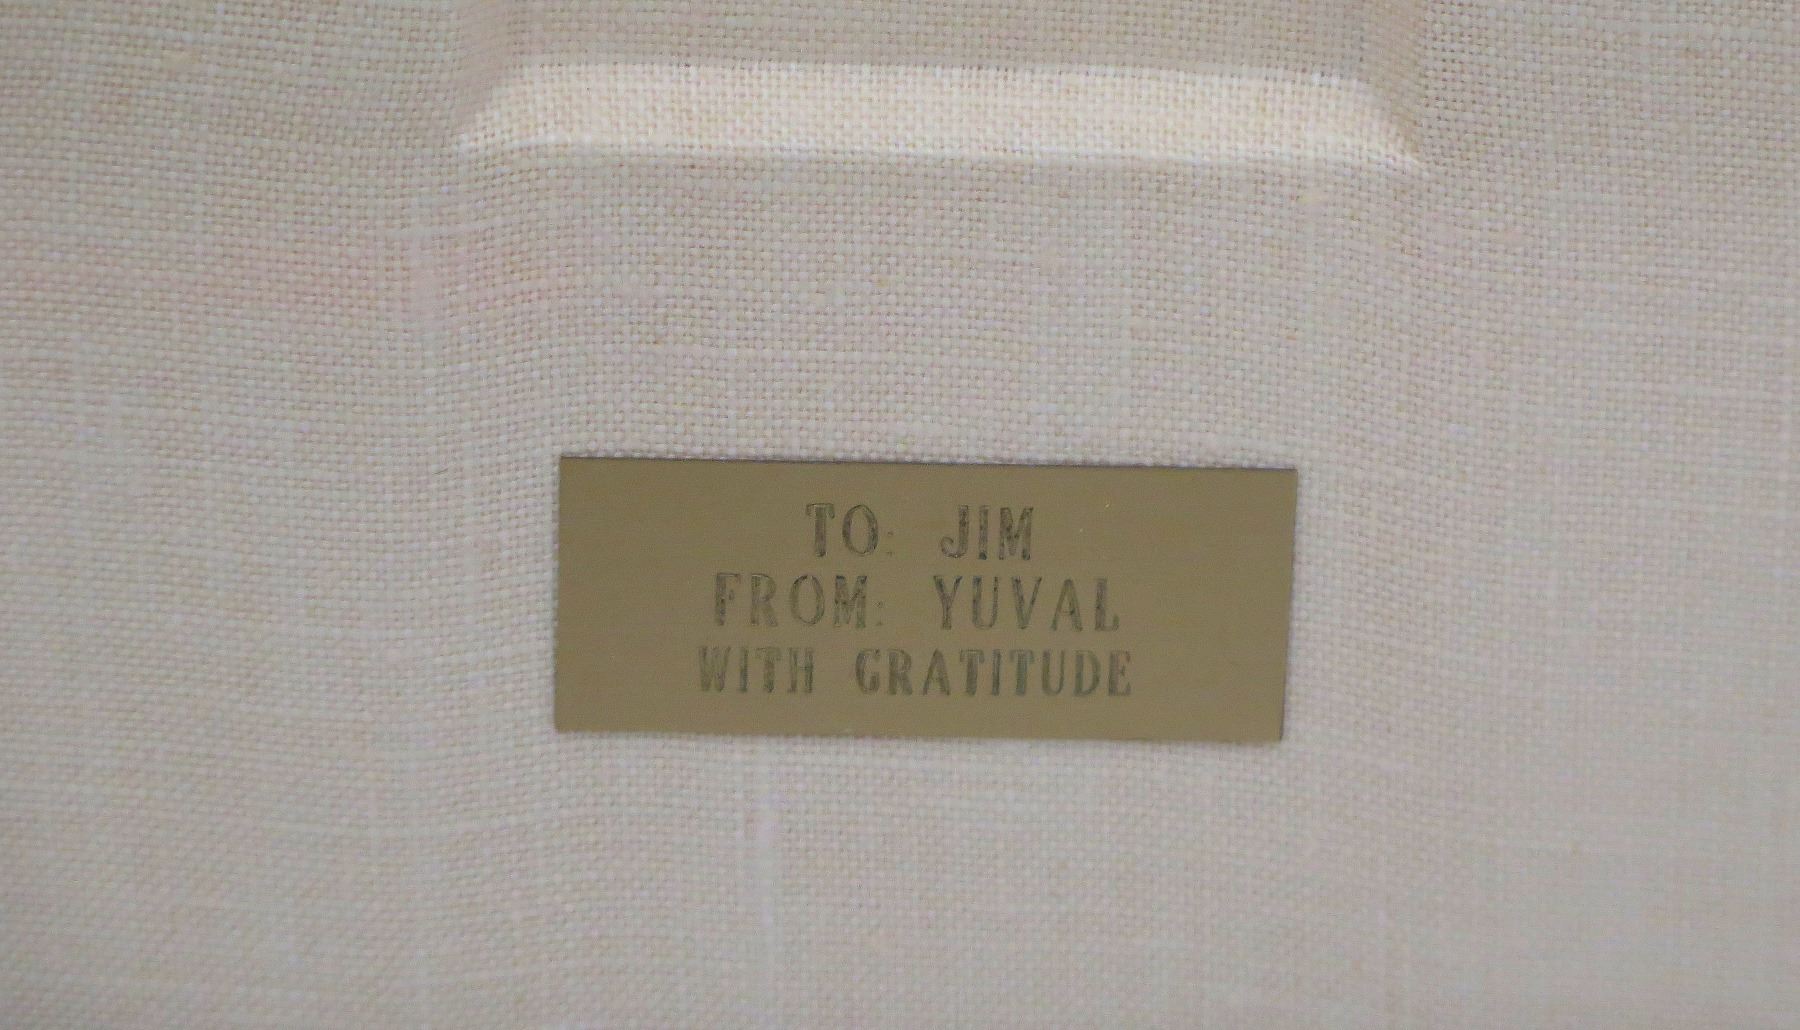 TO: JIM
FROM: YUVAL
WITH GRATITUDE